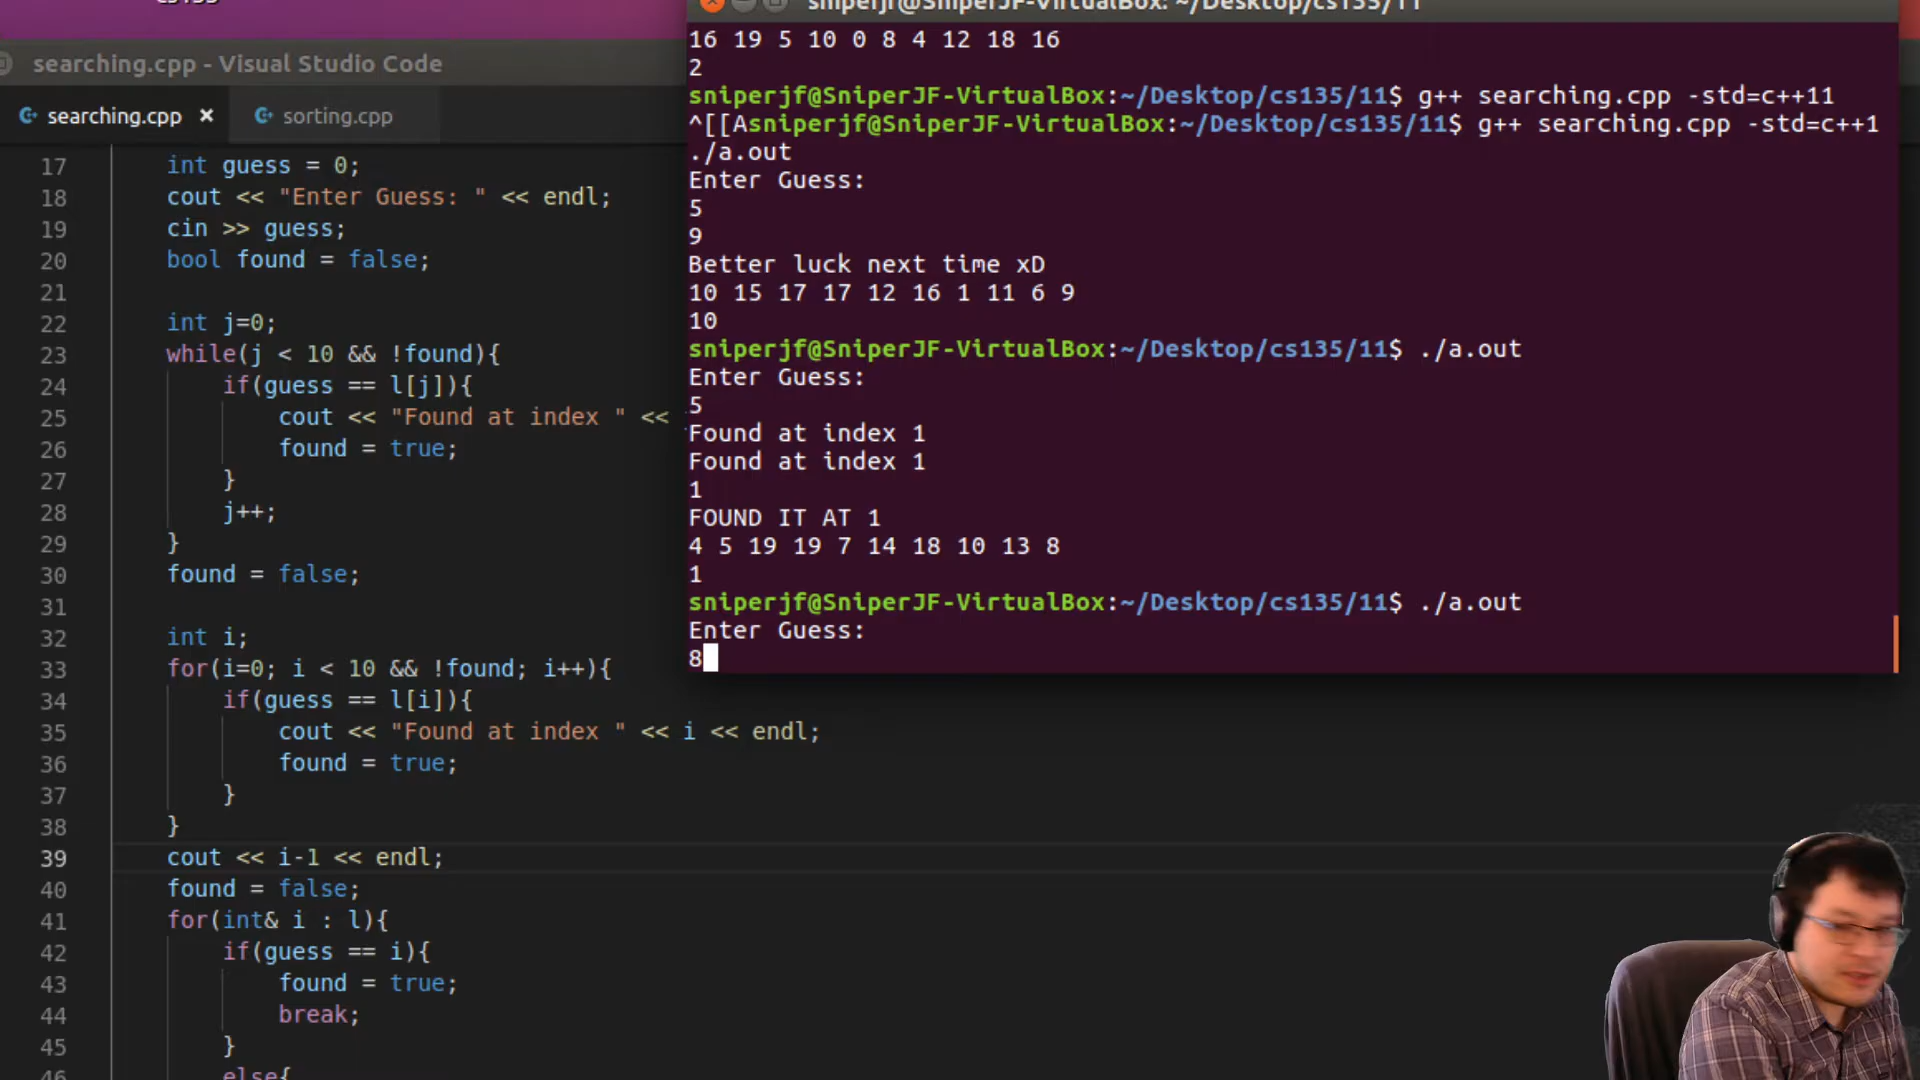 cs135
searching.cpp - Visual Studio Code
searching.cpp ×
sorting.cpp
17 int guess = 0;
18 cout << "Enter Guess: " << endl;
19 cin >> guess;
20 bool found = false;
21
22 int j=0;
23 while(j < 10 && !found){
24 if(guess == l[j]){
25 cout << "Found at index " <<
26 found = true;
27 }
28 j++;
29 }
30 found = false;
31
32 int i;
33 for(i=0; i < 10 && !found; i++){
34 if(guess == l[i]){
35 cout << "Found at index " << i << endl;
36 found = true;
37 }
38 }
39 cout << i-1 << endl;
40 found = false;
41 for(int& i : l){
42 if(guess == i){
43 found = true;
44 break;
45 }
46 else{
sniperjf@SniperJF-VirtualBox: ~/Desktop/cs135/11
16 19 5 10 0 8 4 12 18 16
2
sniperjf@SniperJF-VirtualBox:~/Desktop/cs135/11$ g++ searching.cpp -std=c++11
^[[Asniperjf@SniperJF-VirtualBox:~/Desktop/cs135/11$ g++ searching.cpp -std=c++1
./a.out
Enter Guess:
5
9
Better luck next time xD
10 15 17 17 12 16 1 11 6 9
10
sniperjf@SniperJF-VirtualBox:~/Desktop/cs135/11$ ./a.out
Enter Guess:
5
Found at index 1
Found at index 1
1
FOUND IT AT 1
4 5 19 19 7 14 18 10 13 8
1
sniperjf@SniperJF-VirtualBox:~/Desktop/cs135/11$ ./a.out
Enter Guess:
8